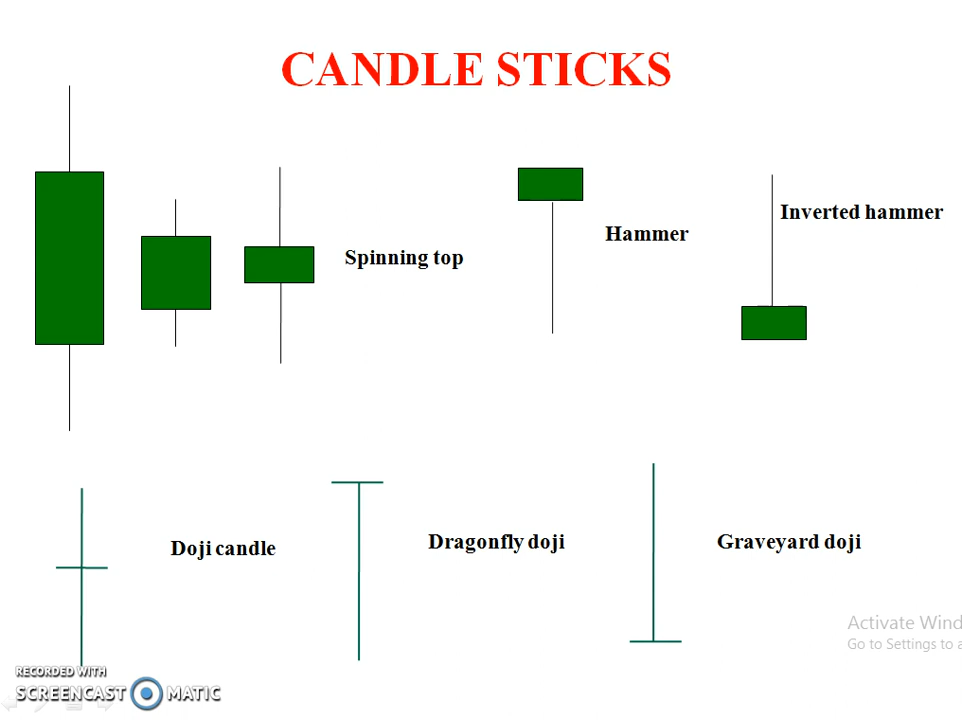 CANDLE STICKS
Inverted hammer
Hammer
Spinning top
Doji candle
Dragonfly doji
Graveyard doji
Activate Wind
Go to Settings to a
RECORDED WITH
SCREENCAST MATIC